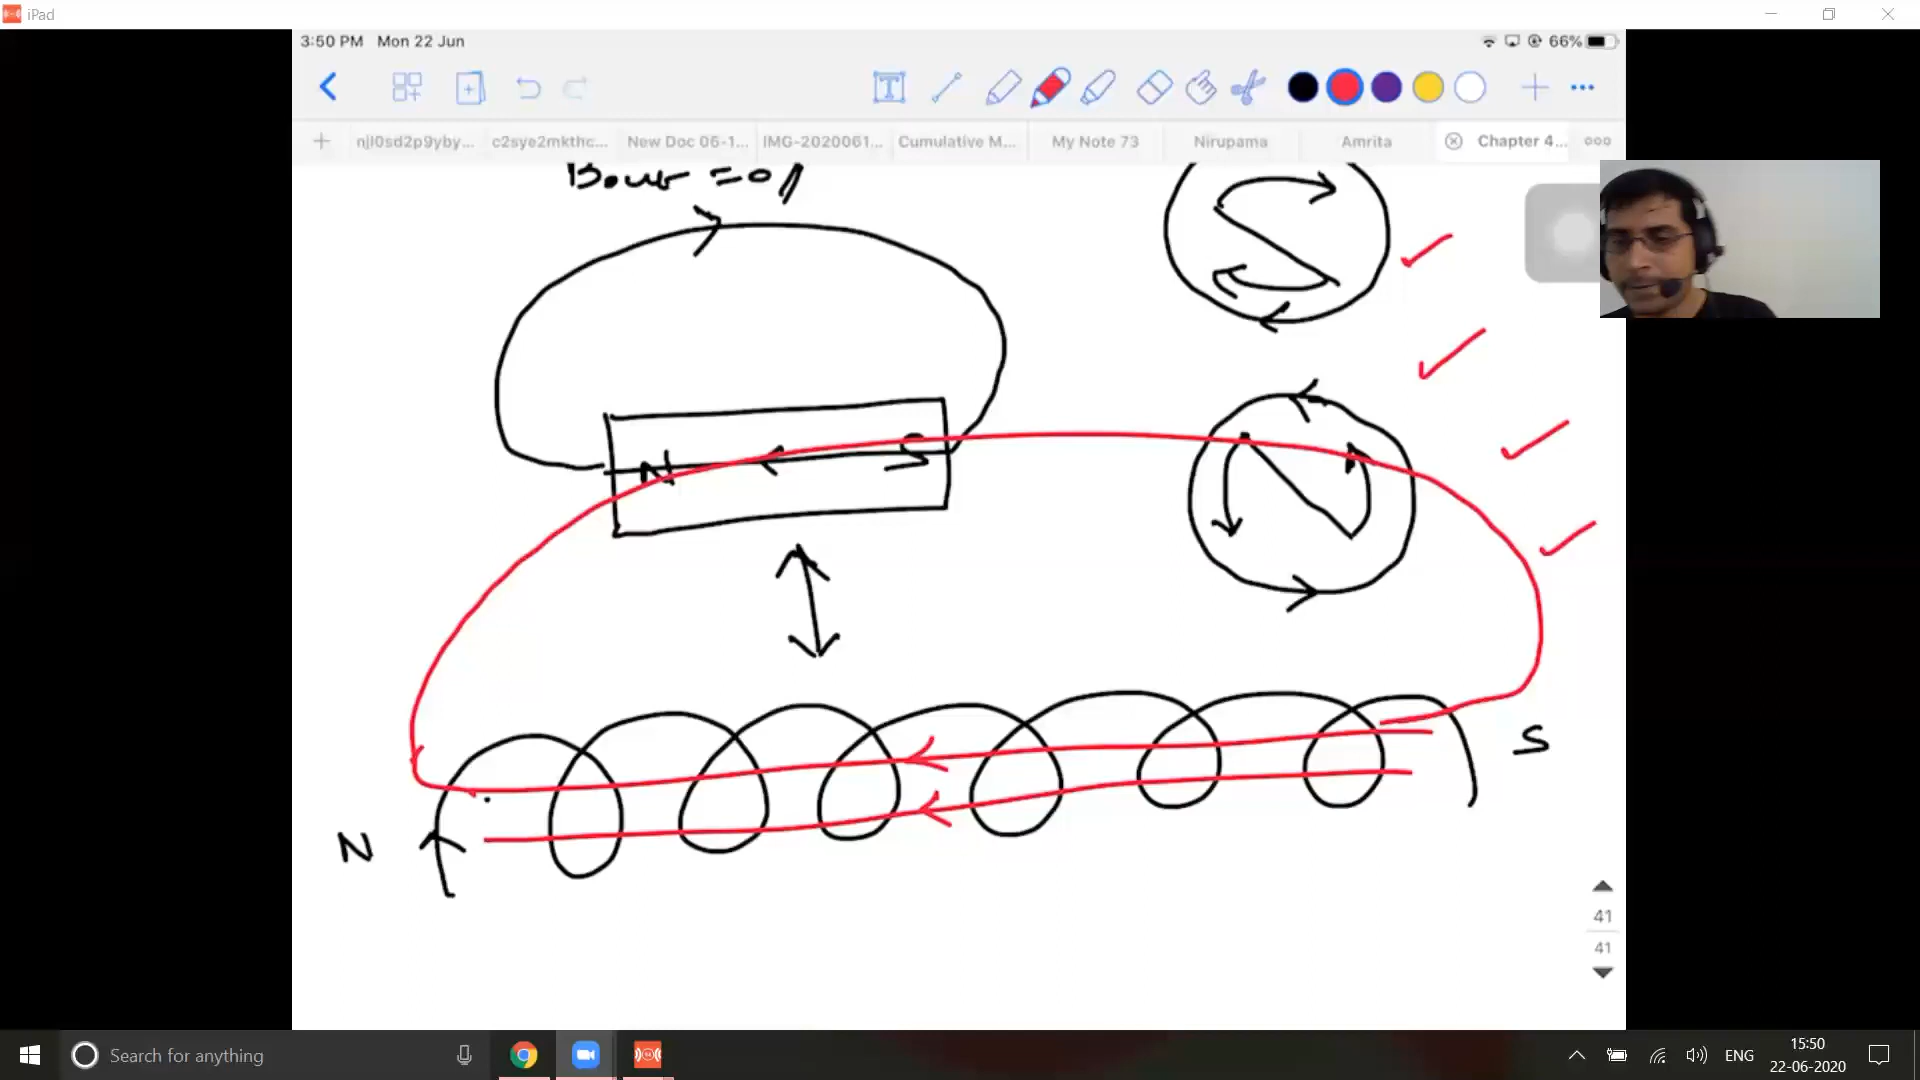 iPad
3:50 PM Mon 22 Jun
66%
T
njl0sd2p9yby... c2sye2mkthc... New Doc 06-1... IMG-2020061... Cumulative M... My Note 73 Nirupama Amrita Chapter 4...
=0
N S
S
N
41
41
Search for anything
ENG
15:50
22-06-2020